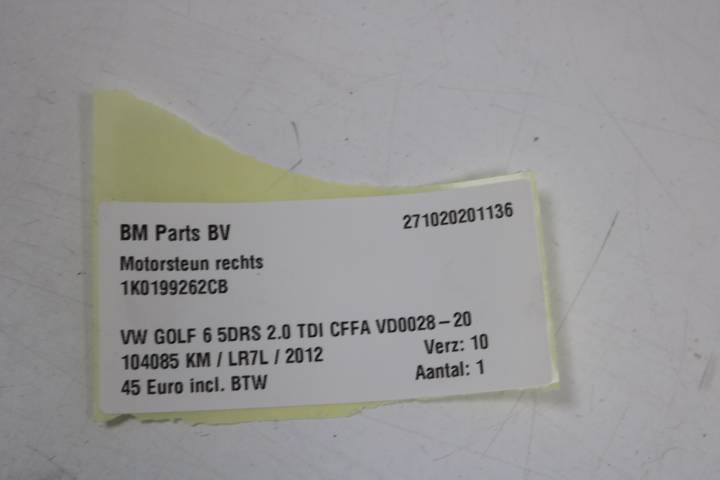 BM Parts BV 271020201136
Motorsteun rechts
1K0199262CB
VW GOLF 6 5DRS 2.0 TDI CFFA VD0028-20
104085 KM / LR7L / 2012 Verz: 10
45 Euro incl. BTW Aantal: 1